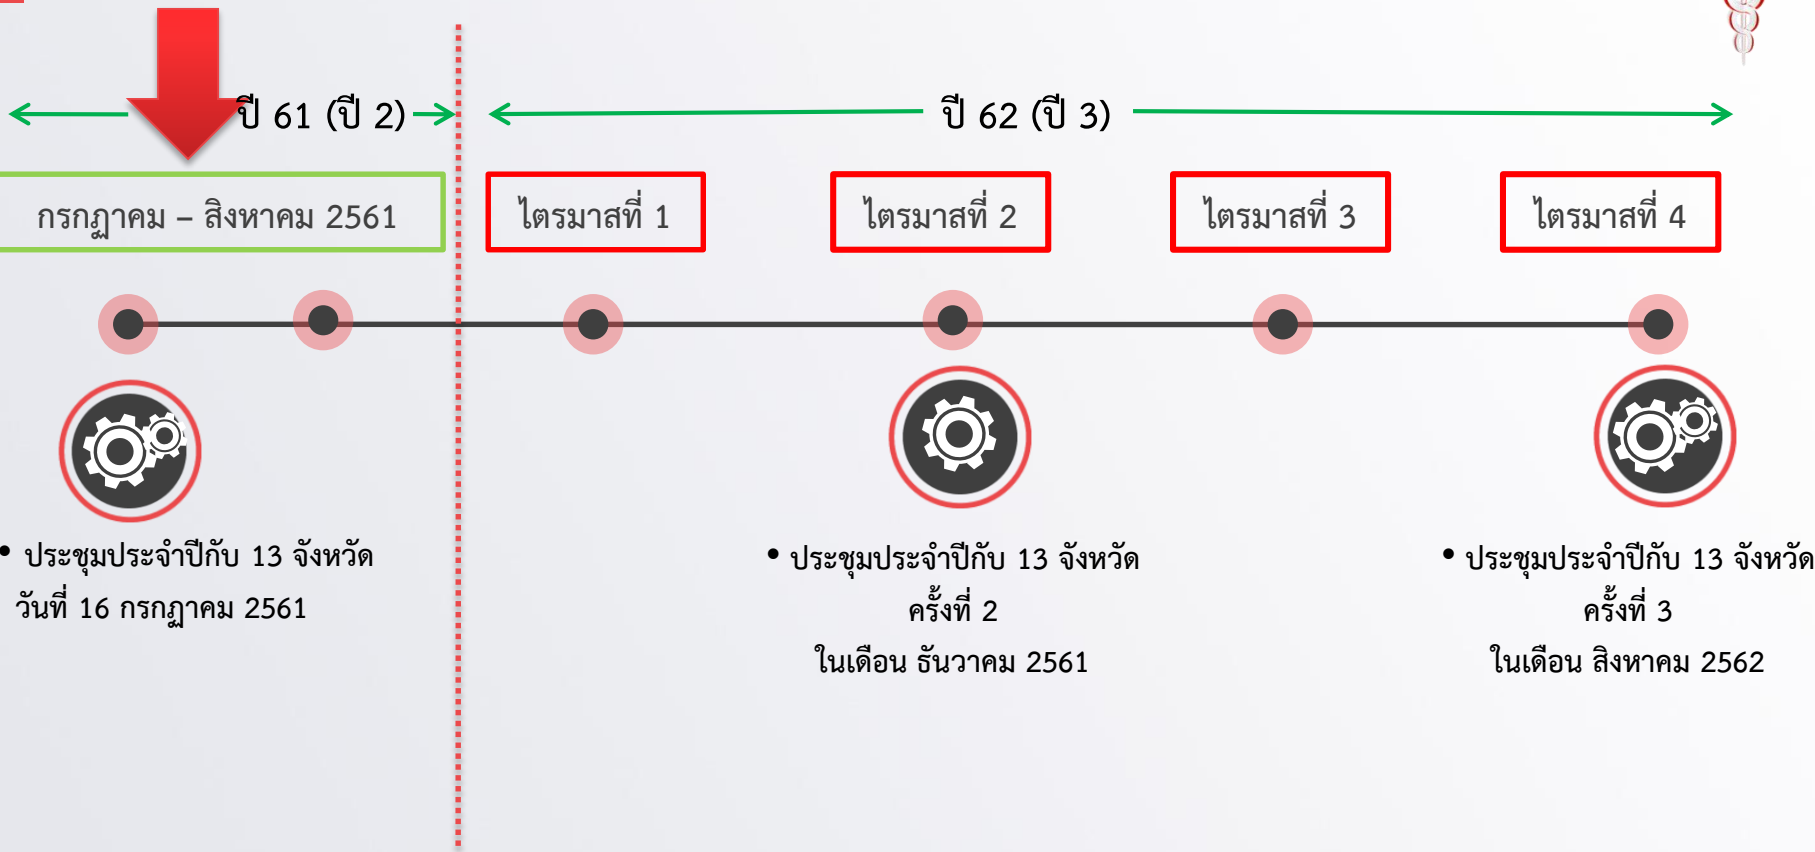 ปี 61 (ปี 2)
ปี 62 (ปี 3)
กรกฏาคม – สิงหาคม 2561
ไตรมาสที่ 1
ไตรมาสที่ 2
ไตรมาสที่ 3
ไตรมาสที่ 4
• ประชุมประจำปีกับ 13 จังหวัด
วันที่ 16 กรกฏาคม 2561
• ประชุมประจำปีกับ 13 จังหวัด
ครั้งที่ 2
ในเดือน ธันวาคม 2561
• ประชุมประจำปีกับ 13 จังหวัด
ครั้งที่ 3
ในเดือน สิงหาคม 2562